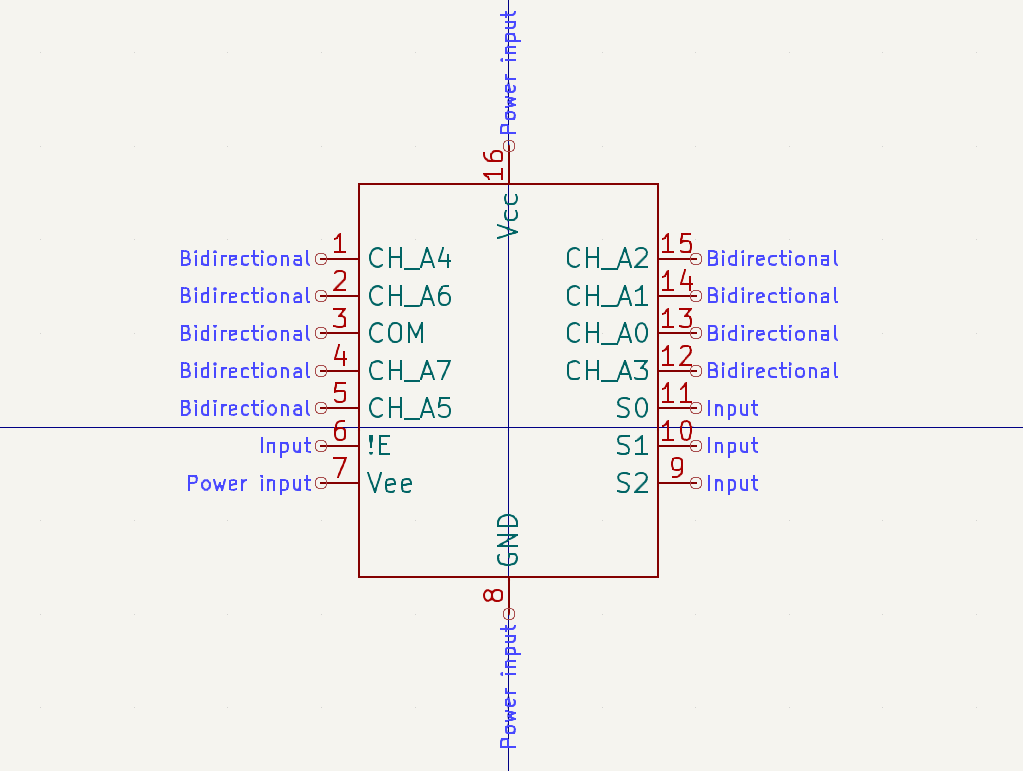 Power input
16
Vcc
Bidirectional 1 CH_A4 CH_A2 15 Bidirectional
Bidirectional 2 CH_A6 CH_A1 14 Bidirectional
Bidirectional 3 COM CH_A0 13 Bidirectional
Bidirectional 4 CH_A7 CH_A3 12 Bidirectional
Bidirectional 5 CH_A5 S0 11 Input
Input 6 !E S1 10 Input
Power input 7 Vee S2 9 Input
GND
8
Power input